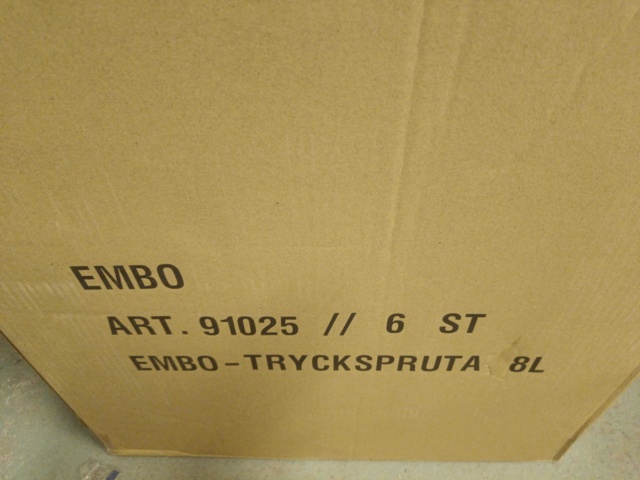 EMBO
ART. 91025 // 6 ST
EMBO-TRYCKSPRUTA 8L